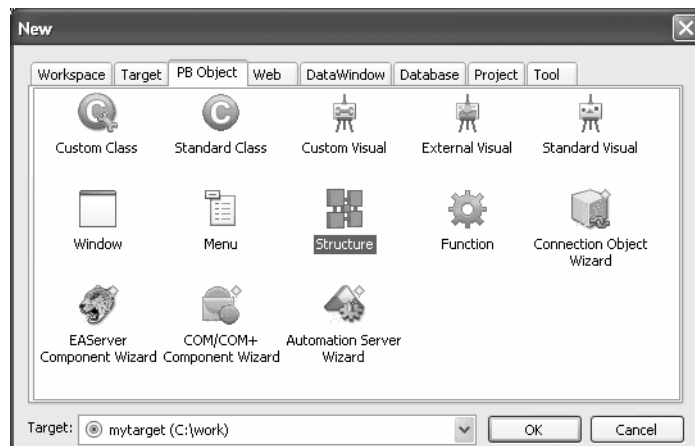 New
Workspace Target PB Object Web DataWindow Database Project Tool
Custom Class Standard Class Custom Visual External Visual Standard Visual
Window Menu Structure Function Connection Object
Wizard
EAServer COM/COM+ Automation Server
Component Wizard Component Wizard Wizard
Target: mytarget (C:\work) OK Cancel